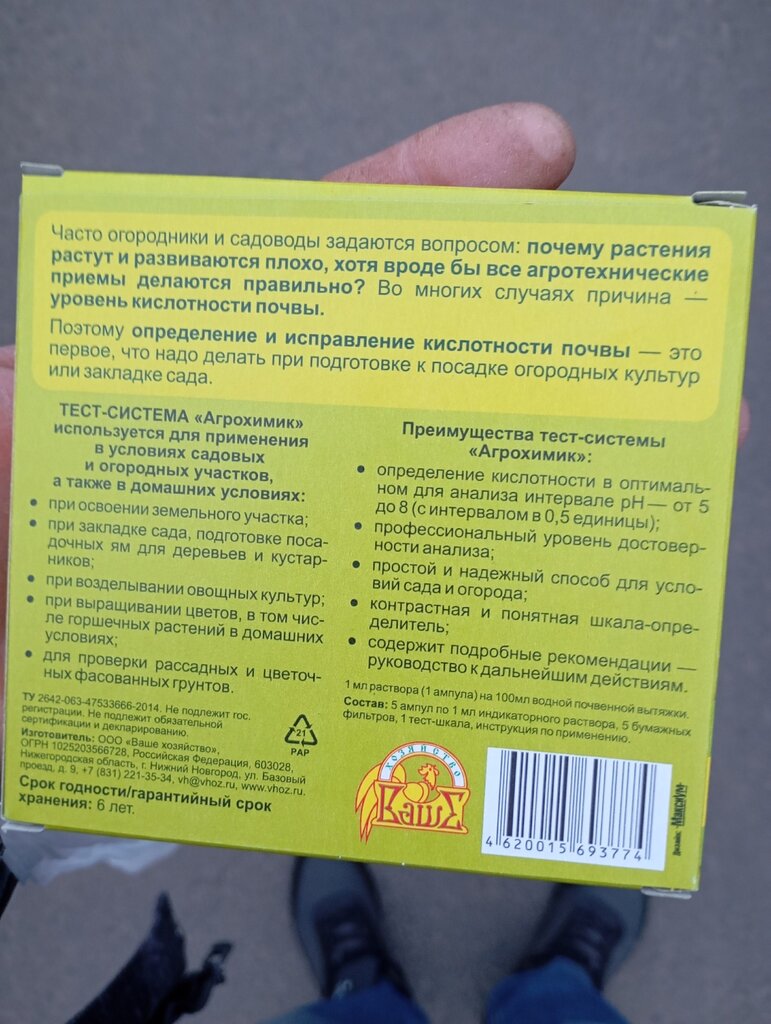 Часто огородники и садоводы задаются вопросом: почему растения
растут и развиваются плохо, хотя вроде бы все агротехнические
приемы делаются правильно? Во многих случаях причина —
уровень кислотности почвы.
Поэтому определение и исправление кислотности почвы — это
первое, что надо делать при подготовке к посадке огородных культур
или закладке сада.
ТЕСТ-СИСТЕМА «Агрохимик»
используется для применения
в условиях садовых
и огородных участков,
а также в домашних условиях:
• при освоении земельного участка;
• при закладке сада, подготовке поса-
дочных ям для деревьев и кустар-
ников;
• при возделывании овощных культур;
• при выращивании цветов, в том чис-
ле горшечных растений в домашних
условиях;
• для проверки рассадных и цветоч-
ных фасованных грунтов.
ТУ 2642-063-47533666-2014. Не подлежит гос.
регистрации. Не подлежит обязательной
сертификации и декларированию.
Изготовитель: ООО «Ваше хозяйство»,
ОГРН 1025203566728, Российская Федерация, 603028,
Нижегородская область, г. Нижний Новгород, ул. Базовый
проезд, д. 9, +7 (831) 221-35-34, vh@vhoz.ru, www.vhoz.ru.
Срок годности/гарантийный срок
хранения: 6 лет.
21
PAP
Преимущества тест-системы
«Агрохимик»:
• определение кислотности в оптималь-
ном для анализа интервале pH — от 5
до 8 (с интервалом в 0,5 единицы);
• профессиональный уровень достовер-
ности анализа;
• простой и надежный способ для усло-
вий сада и огорода;
• контрастная и понятная шкала-опре-
делитель;
• содержит подробные рекомендации —
руководство к дальнейшим действиям.
1 мл раствора (1 ампула) на 100мл водной почвенной вытяжки.
Состав: 5 ампул по 1 мл индикаторного раствора, 5 бумажных
фильтров, 1 тест-шкала, инструкция по применению.
ХОЗЯЙСТВО
ВАШЕ
4 620015 693774
Дизайн: Максиум